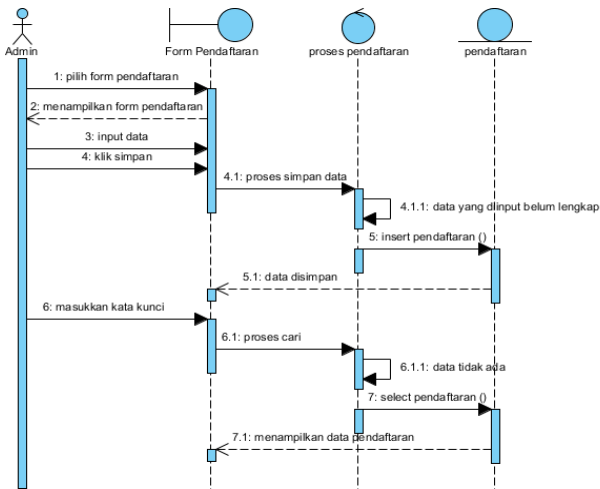 Admin
Form Pendaftaran
proses pendaftaran
pendaftaran
1: pilih form pendaftaran
2: menampilkan form pendaftaran
3: input data
4: klik simpan
4.1: proses simpan data
4.1.1: data yang diinput belum lengkap
5: insert pendaftaran ()
5.1: data disimpan
6: masukkan kata kunci
6.1: proses cari
6.1.1: data tidak ada
7: select pendaftaran ()
7.1: menampilkan data pendaftaran